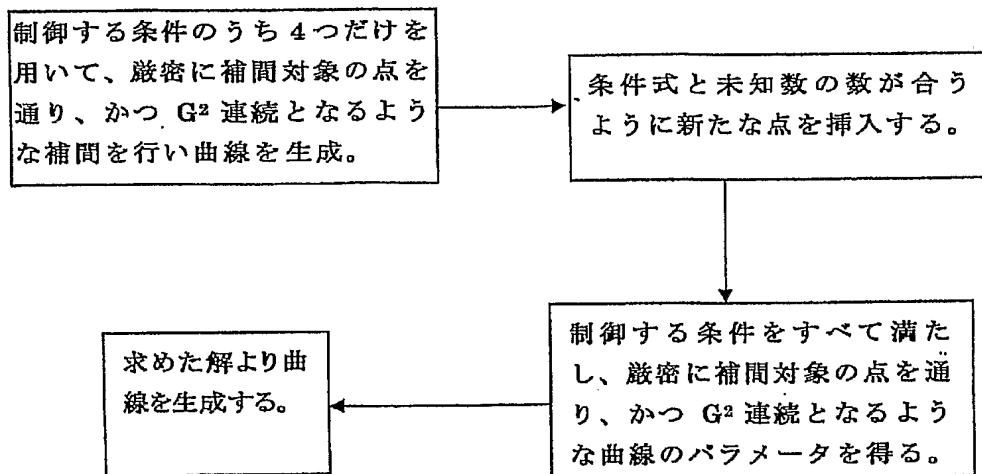 制御する条件のうち4つだけを
用いて、厳密に補間対象の点を
通り、かつ G² 連続となるよう
な補間を行い曲線を生成。
条件式と未知数の数が合う
ように新たな点を挿入する。
制御する条件をすべて満た
し、厳密に補間対象の点を通
り、かつ G² 連続となるよう
な曲線のパラメータを得る。
求めた解より曲
線を生成する。